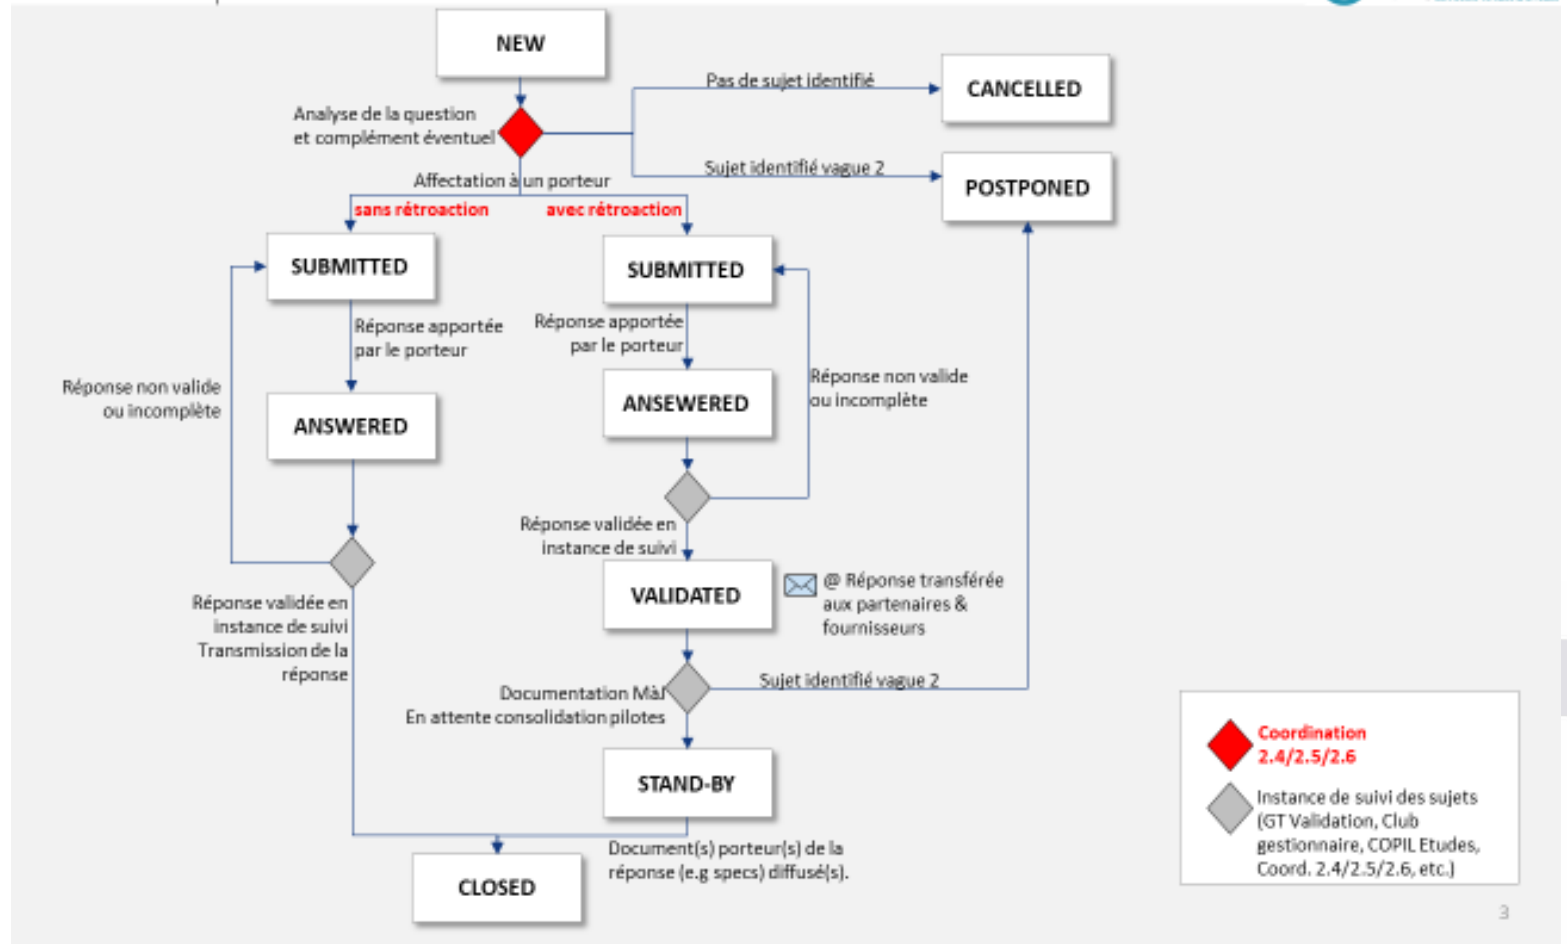 NEW
Pas de sujet identifié
CANCELLED
Analyse de la question
et complément éventuel
Sujet identifié vague 2
POSTPONED
Affectation à un porteur
sans rétroaction
avec rétroaction
SUBMITTED
SUBMITTED
Réponse apportée
par le porteur
Réponse apportée
par le porteur
Réponse non valide
ou incomplète
Réponse non valide
ou incomplète
ANSWERED
ANSEWERED
Réponse validée en
instance de suivi
VALIDATED
@ Réponse transférée
aux partenaires &
fournisseurs
Réponse validée en
instance de suivi
Transmission de la
réponse
Sujet identifié vague 2
Documentation MàJ
En attente consolidation pilotes
STAND-BY
Document(s) porteur(s) de la
réponse (e.g specs) diffusé(s).
CLOSED
Coordination
2.4/2.5/2.6
Instance de suivi des sujets
(GT Validation, Club
gestionnaire, COPIL Etudes,
Coord. 2.4/2.5/2.6, etc.)
3